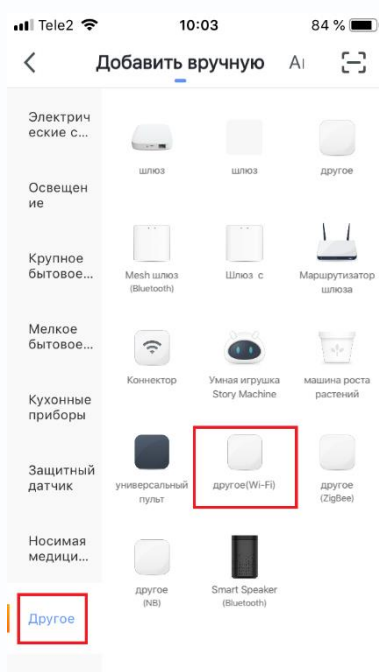 Tele2 10:03 84 %
Добавить вручную Аı
Электрич
еские с...
Освещен
ие
Крупное
бытовое...
Мелкое
бытовое...
Кухонные
приборы
Защитный
датчик
Носимая
медици...
Другое
шлюз шлюз другое
Mesh шлюз
(Bluetooth)
Шлюз с
Маршрутизатор
шлюза
Коннектор
Умная игрушка
Story Machine
машина роста
растений
универсальный
пульт
другое(Wi-Fi)
другое
(ZigBee)
другое
(NB)
Smart Speaker
(Bluetooth)